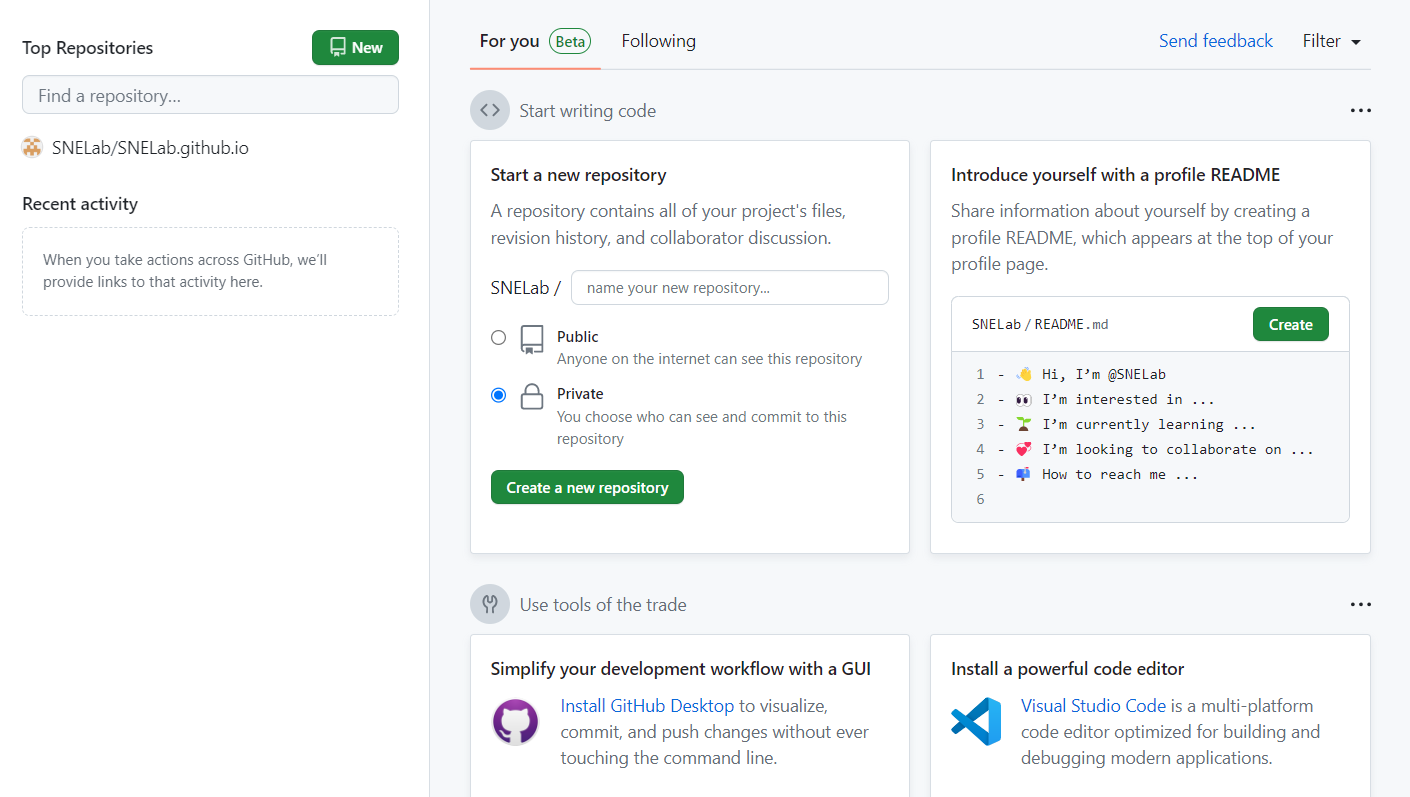 Top Repositories
New
Find a repository...
SNELab/SNELab.github.io
Recent activity
When you take actions across GitHub, we'll
provide links to that activity here.
For you Beta Following
Send feedback Filter
Start writing code
Start a new repository
A repository contains all of your project's files,
revision history, and collaborator discussion.
SNELab / name your new repository...
Public
Anyone on the internet can see this repository
Private
You choose who can see and commit to this
repository
Create a new repository
Introduce yourself with a profile README
Share information about yourself by creating a
profile README, which appears at the top of your
profile page.
SNELab / README.md
Create
1 - 👋 Hi, I’m @SNELab
2 - 👀 I’m interested in ...
3 - 🌱 I’m currently learning ...
4 - 💞️ I’m looking to collaborate on ...
5 - 📫 How to reach me ...
6
Use tools of the trade
Simplify your development workflow with a GUI
Install GitHub Desktop to visualize,
commit, and push changes without ever
touching the command line.
Install a powerful code editor
Visual Studio Code is a multi-platform
code editor optimized for building and
debugging modern applications.